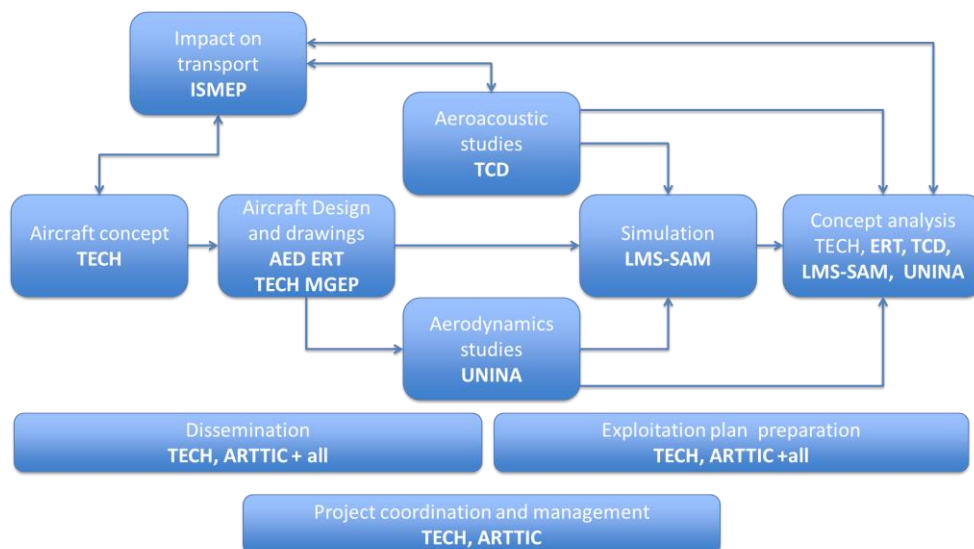 Impact on
transport
ISMEP
Aeroacoustic
studies
TCD
Aircraft concept
TECH
Aircraft Design
and drawings
AED ERT
TECH MGEP
Simulation
LMS-SAM
Concept analysis
TECH, ERT, TCD,
LMS-SAM, UNINA
Aerodynamics
studies
UNINA
Dissemination
TECH, ARTTIC + all
Exploitation plan preparation
TECH, ARTTIC +all
Project coordination and management
TECH, ARTTIC